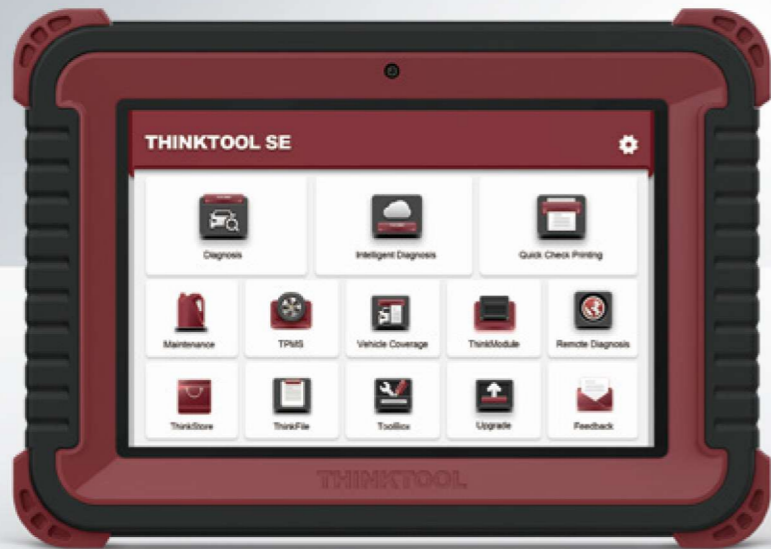 THINKTOOL SE
Diagnosis
Intelligent Diagnosis
Quick Check Printing
Maintenance
TPMS
Vehicle Coverage
ThinkModule
Remote Diagnosis
ThinkStore
ThinkFile
ToolBox
Upgrade
Feedback
THINKTOOL